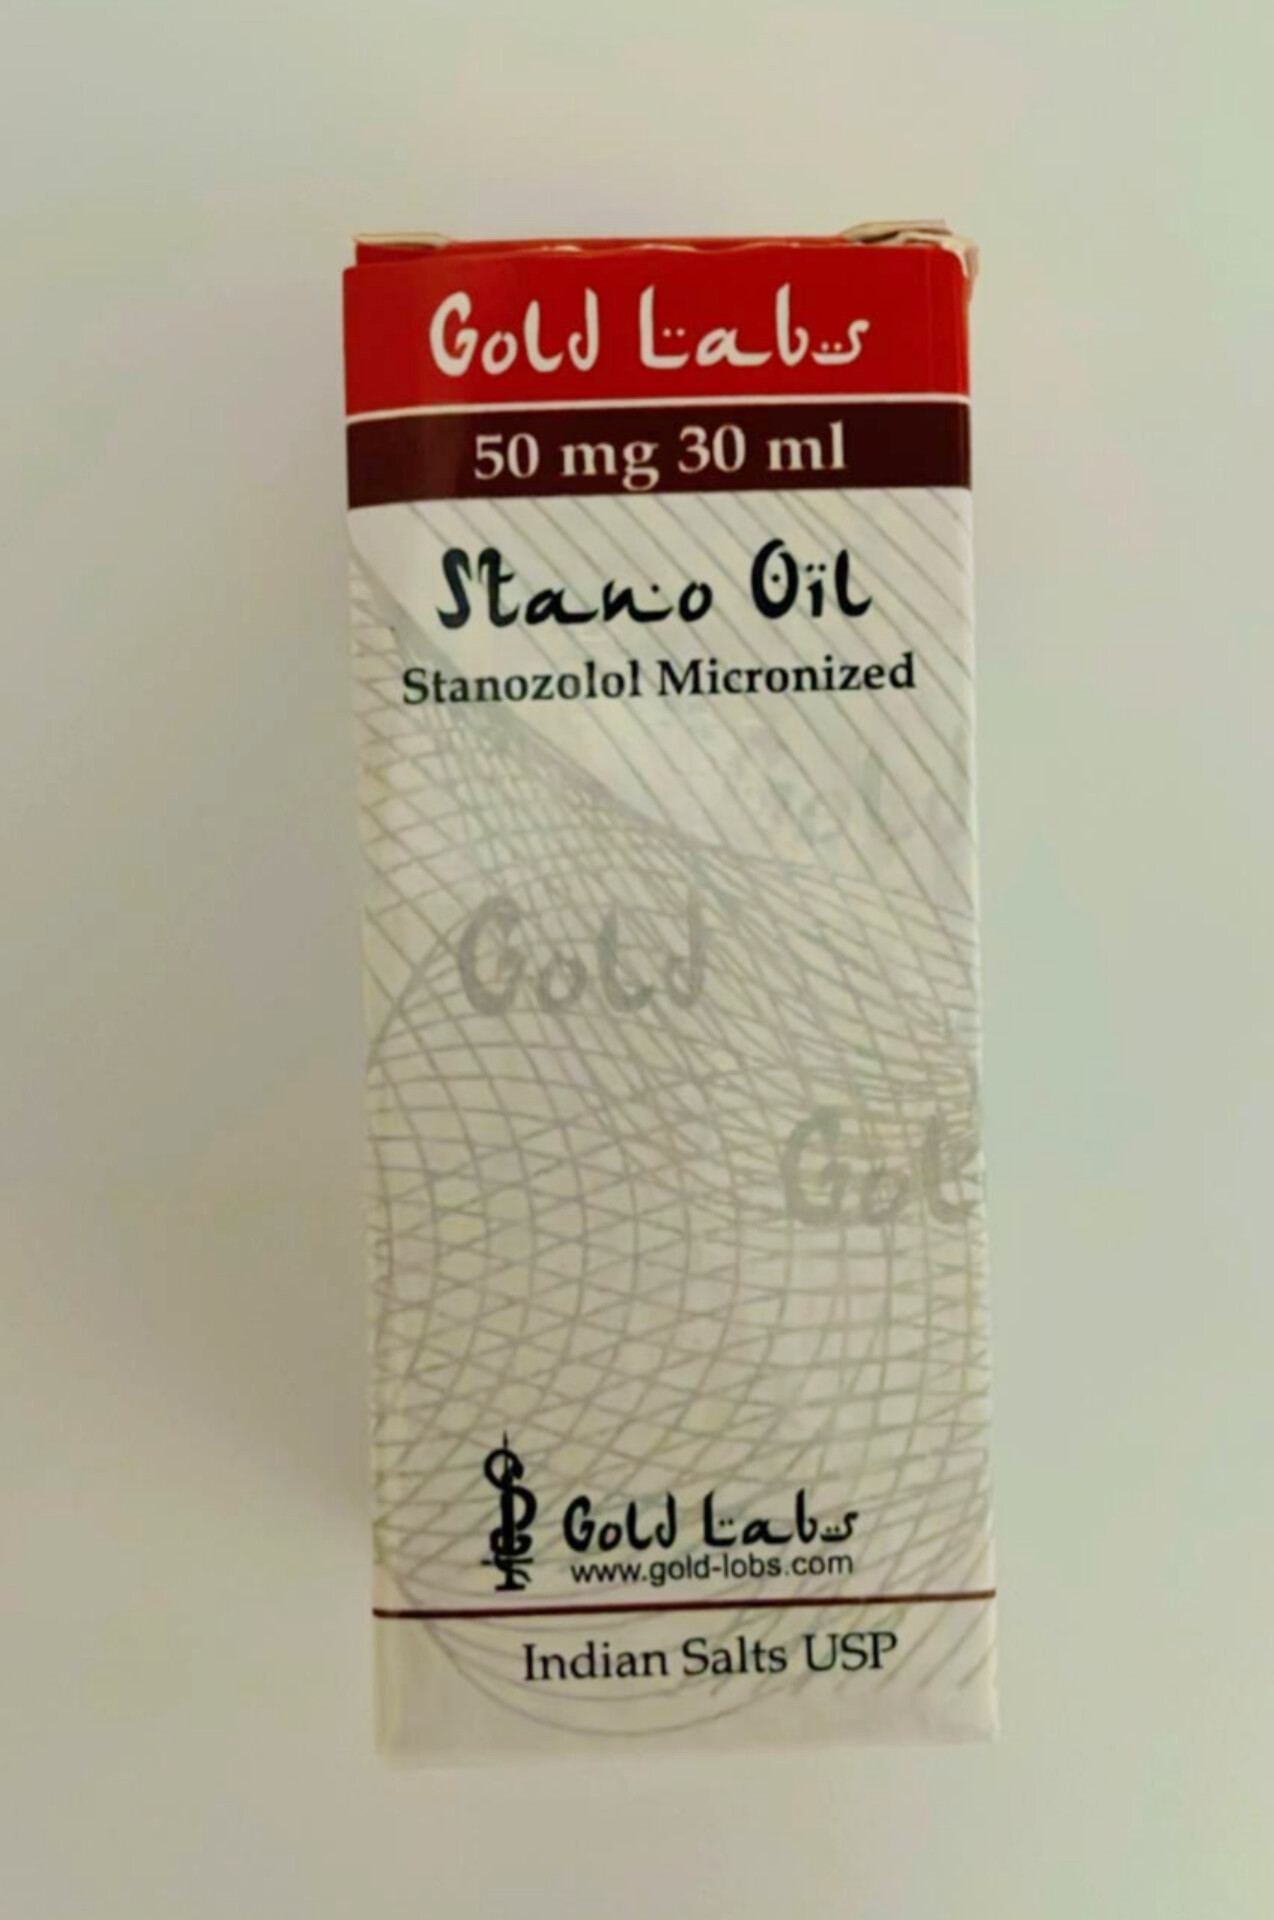 Gold Labs
50 mg 30 ml
Stano Oil
Stanozolol Micronized
Gold
Gol
Gold Labs
www.gold-lobs.com
Indian Salts USP